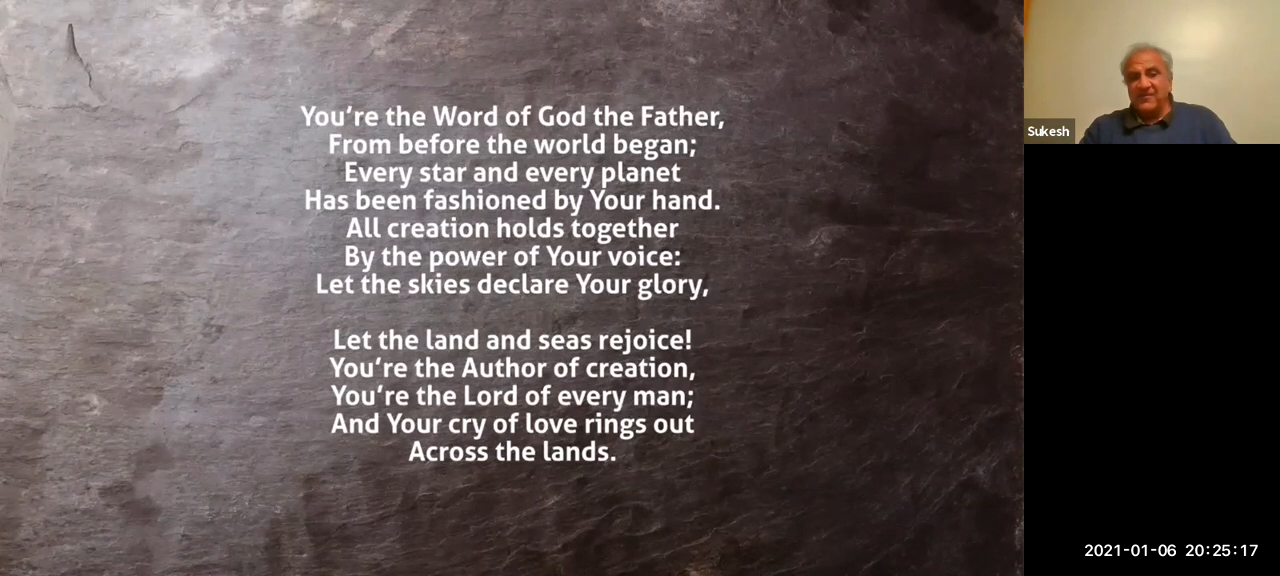 You’re the Word of God the Father,
From before the world began;
Every star and every planet
Has been fashioned by Your hand.
All creation holds together
By the power of Your voice:
Let the skies declare Your glory,
Let the land and seas rejoice!
You’re the Author of creation,
You’re the Lord of every man;
And Your cry of love rings out
Across the lands.
Sukesh
2021-01-06 20:25:17